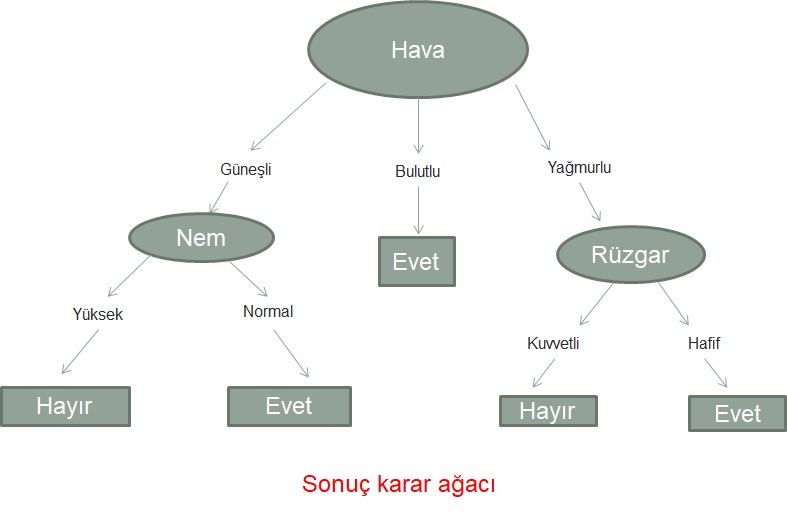 Hava
Güneşli
Bulutlu
Yağmurlu
Nem
Evet
Rüzgar
Yüksek
Normal
Kuvvetli
Hafif
Hayır
Evet
Hayır
Evet
Sonuç karar ağacı